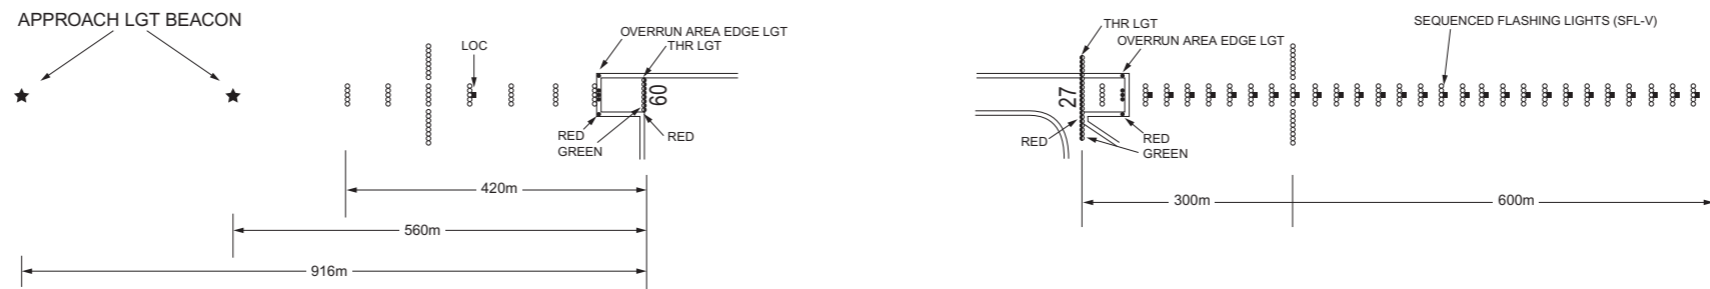 APPROACH LGT BEACON
LOC
OVERRUN AREA EDGE LGT
THR LGT
09
RED
GREEN
RED
420m
560m
916m
THR LGT
OVERRUN AREA EDGE LGT
SEQUENCED FLASHING LIGHTS (SFL-V)
27
RED
RED
GREEN
300m
600m